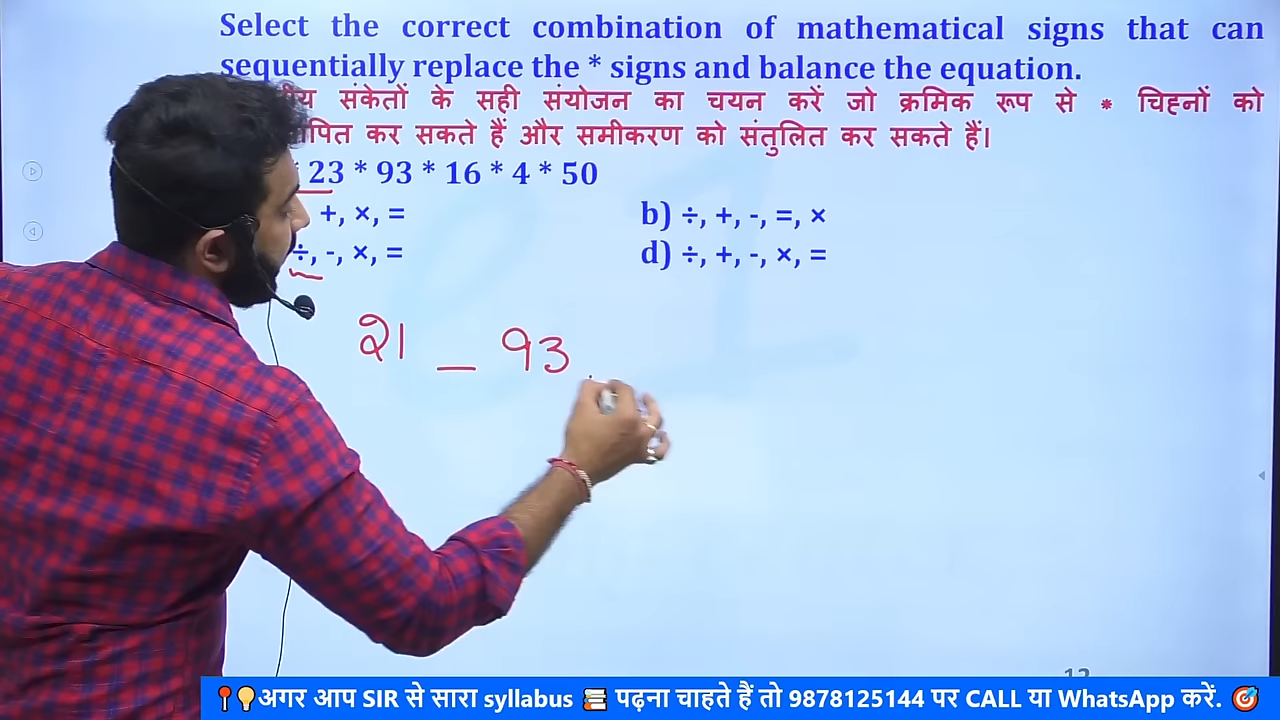 Select the correct combination of mathematical signs that can
sequentially replace the * signs and balance the equation.
संकेतों के सही संयोजन का चयन करें जो क्रमिक रूप से * चिह्नों को
कर सकते हैं और समीकरण को संतुलित कर सकते हैं।
23 * 93 * 16 * 4 * 50
+, ×, =
b) ÷, +, -, =, ×
÷, -, ×, =
d) ÷, +, -, ×, =
21 _ 93
अगर आप SIR से सारा syllabus 📚 पढ़ना चाहते हैं तो 9878125144 पर CALL या WhatsApp करें. 🎯